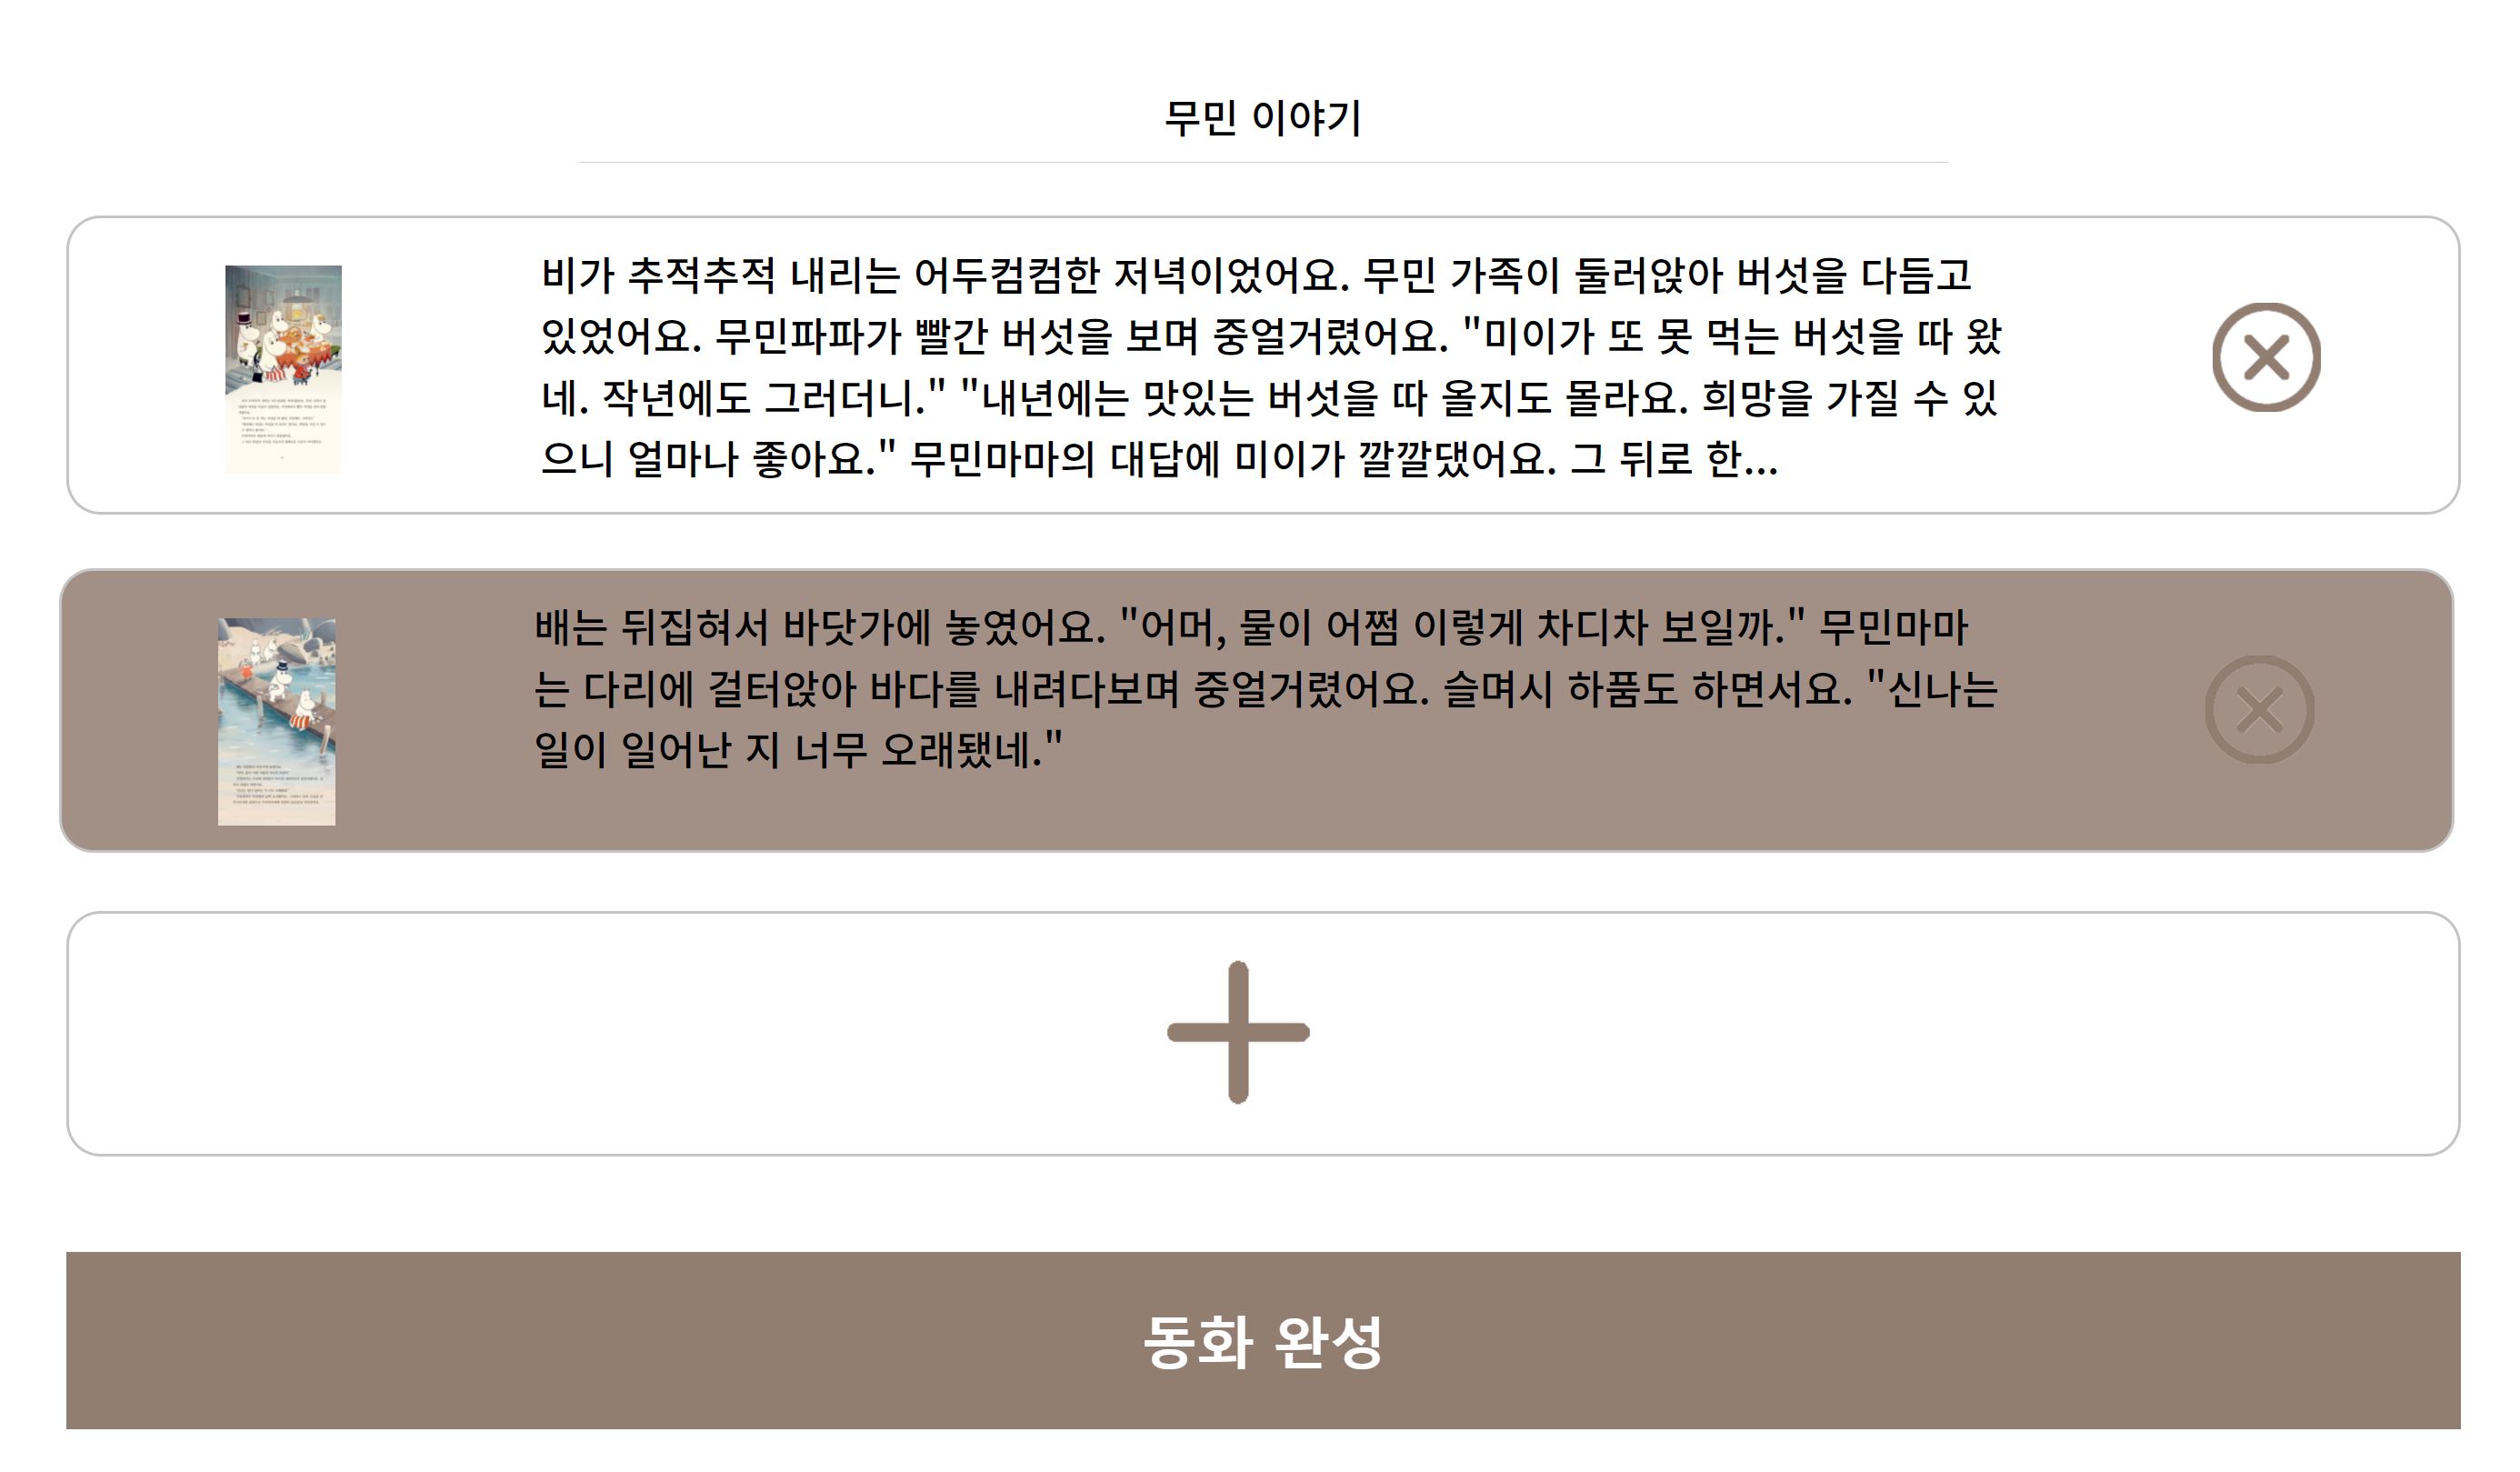 무민 이야기
비가 추적추적 내리는 어두컴컴한 저녁이었어요. 무민 가족이 둘러앉아 버섯을 다듬고
있었어요. 무민파파가 빨간 버섯을 보며 중얼거렸어요. "미이가 또 못 먹는 버섯을 따 왔
네. 작년에도 그러더니." "내년에는 맛있는 버섯을 따 올지도 몰라요. 희망을 가질 수 있
으니 얼마나 좋아요." 무민마마의 대답에 미이가 깔깔댔어요. 그 뒤로 한...
배는 뒤집혀서 바닷가에 놓였어요. "어머, 물이 어쩜 이렇게 차디차 보일까." 무민마마
는 다리에 걸터앉아 바다를 내려다보며 중얼거렸어요. 슬며시 하품도 하면서요. "신나는
일이 일어난 지 너무 오래됐네."
동화 완성